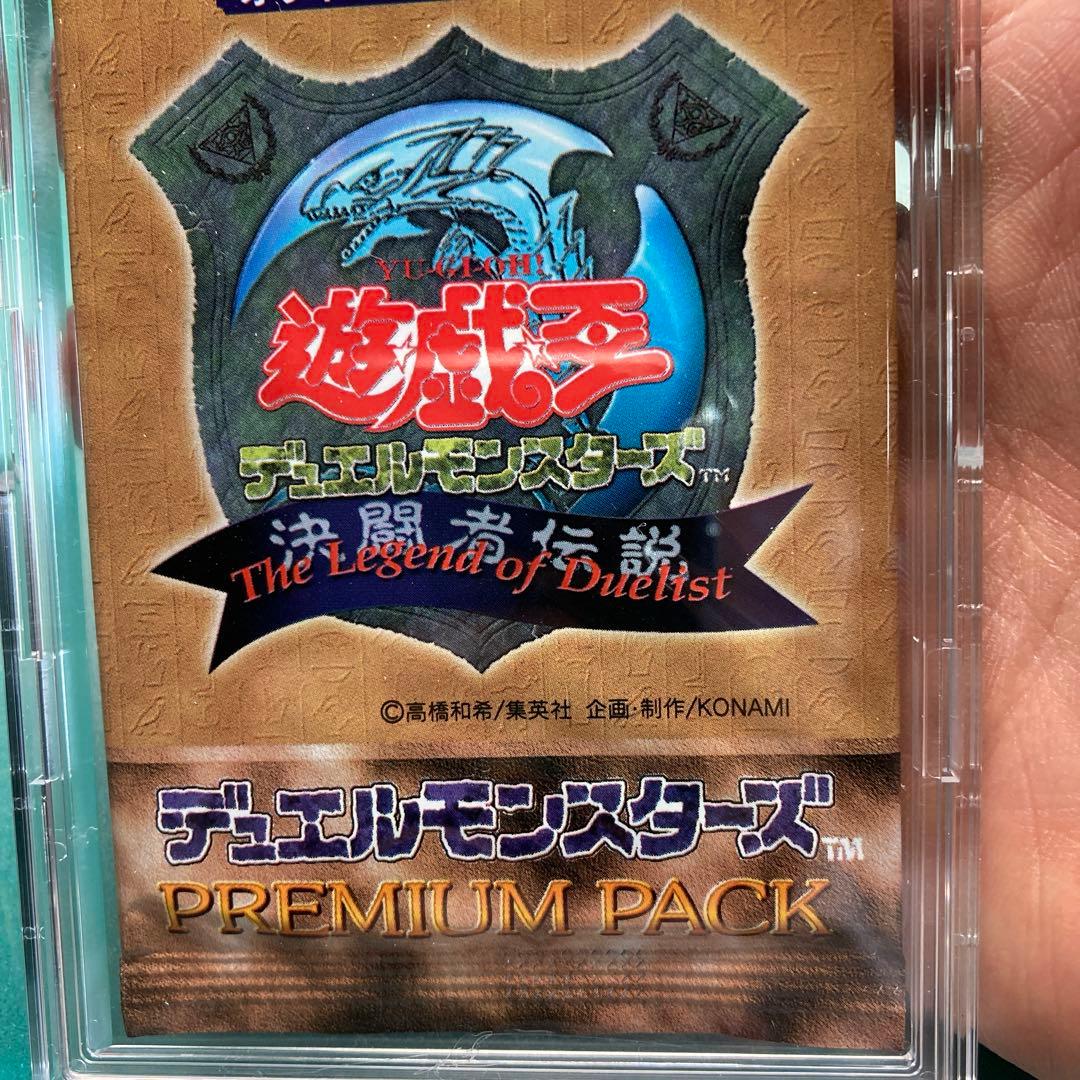 YU-GI-OH!
遊戯王
デュエルモンスターズ™
決闘者伝説
The Legend of Duelist
©高橋和希/集英社 企画・制作/KONAMI
デュエルモンスターズ™
PREMIUM PACK